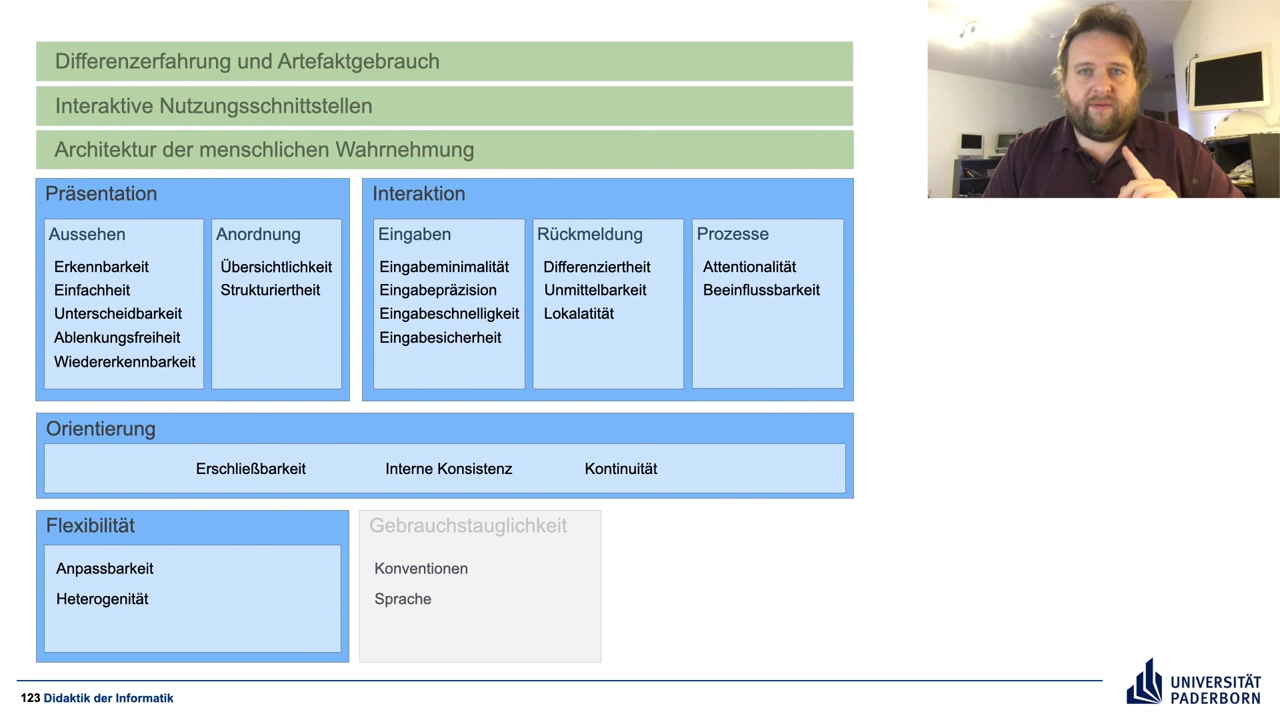 Differenzerfahrung und Artefaktgebrauch
Interaktive Nutzungsschnittstellen
Architektur der menschlichen Wahrnehmung
Präsentation
Aussehen
Erkennbarkeit
Einfachheit
Unterscheidbarkeit
Ablenkungsfreiheit
Wiedererkennbarkeit
Anordnung
Übersichtlichkeit
Strukturiertheit
Interaktion
Eingaben
Eingabeminimalität
Eingabepräzision
Eingabeschnelligkeit
Eingabesicherheit
Rückmeldung
Differenziertheit
Unmittelbarkeit
Lokalatität
Prozesse
Attentionalität
Beeinflussbarkeit
Orientierung
Erschließbarkeit Interne Konsistenz Kontinuität
Flexibilität
Anpassbarkeit
Heterogenität
Gebrauchstauglichkeit
Konventionen
Sprache
123 Didaktik der Informatik
UNIVERSITÄT
PADERBORN